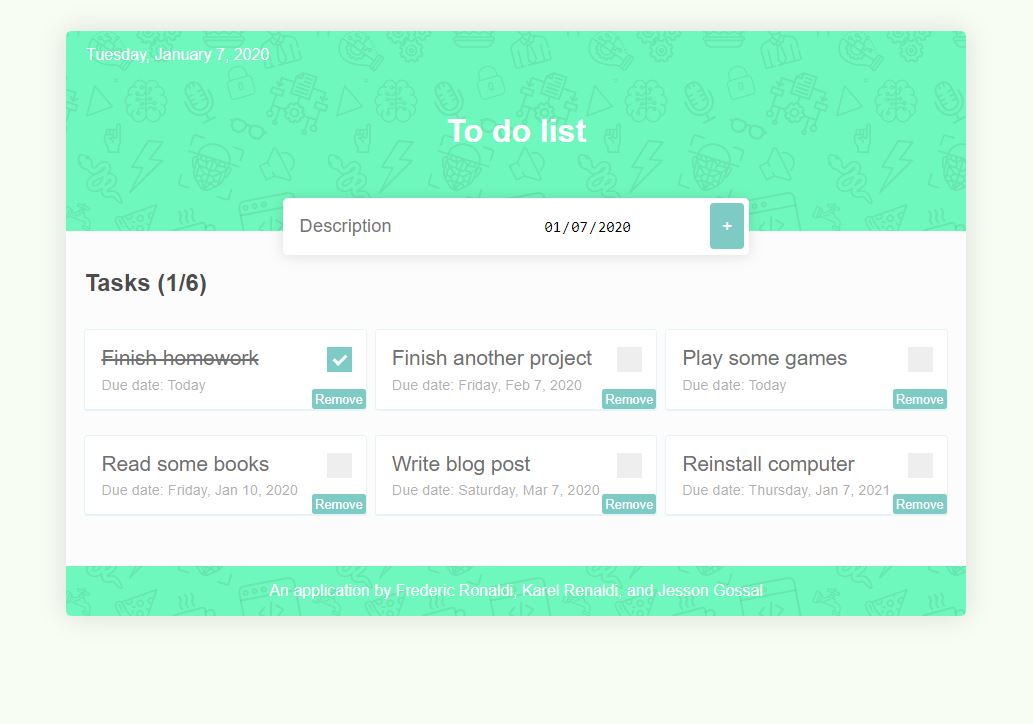 Tuesday, January 7, 2020
To do list
Description 01/07/2020 +
Tasks (1/6)
Finish homework
Due date: Today
Remove
Finish another project
Due date: Friday, Feb 7, 2020
Remove
Play some games
Due date: Today
Remove
Read some books
Due date: Friday, Jan 10, 2020
Remove
Write blog post
Due date: Saturday, Mar 7, 2020
Remove
Reinstall computer
Due date: Thursday, Jan 7, 2021
Remove
An application by Frederic Ronaldi, Karel Renaldi, and Jesson Gossal